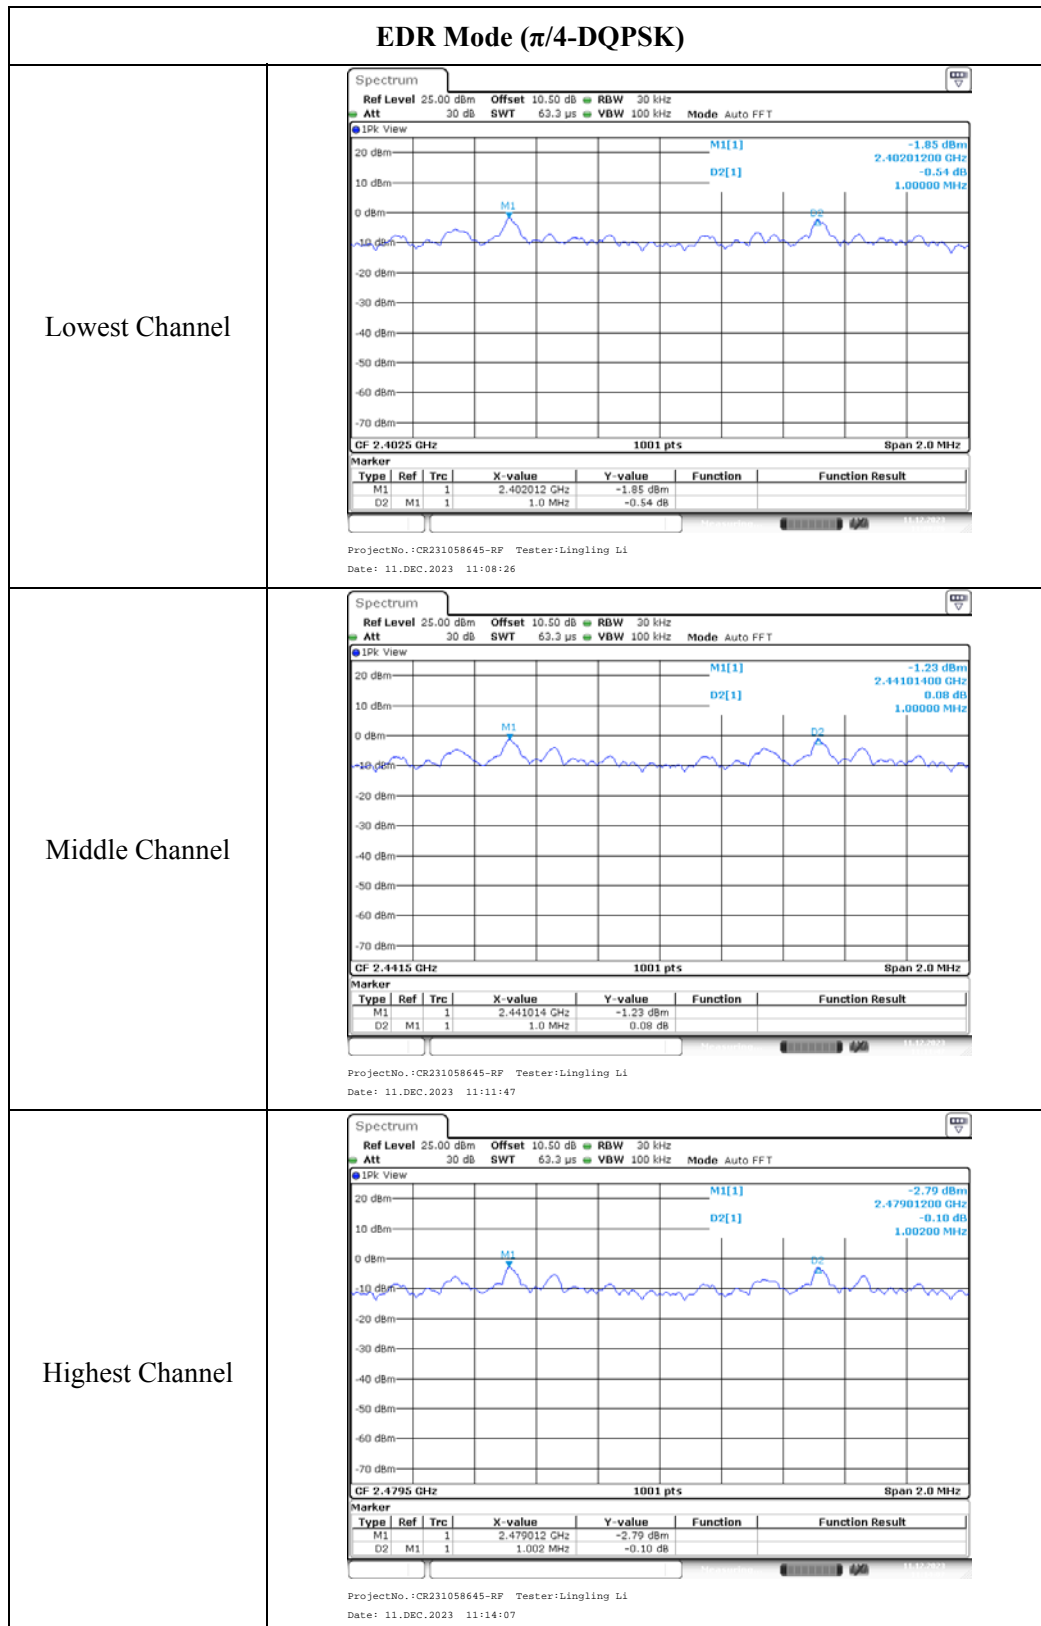 EDR Mode (π/4-DQPSK)
Lowest Channel
Spectrum
Ref Level 25.00 dBm Offset 10.50 dB RBW 30 kHz
Att 30 dB SWT 63.3 µs VBW 100 kHz Mode Auto FFT
1Pk View
M1[1] -1.85 dBm
2.40201200 GHz
D2[1] -0.54 dB
1.00000 MHz
20 dBm
10 dBm
0 dBm
-10 dBm
-20 dBm
-30 dBm
-40 dBm
-50 dBm
-60 dBm
-70 dBm
M1
D2
CF 2.4025 GHz 1001 pts Span 2.0 MHz
Marker
Type Ref Trc X-value Y-value Function Function Result
M1 1 2.402012 GHz -1.85 dBm
D2 M1 1 1.0 MHz -0.54 dB
11.12.2023
ProjectNo.:CR231058645-RF Tester:Lingling Li
Date: 11.DEC.2023 11:08:26
Middle Channel
Spectrum
Ref Level 25.00 dBm Offset 10.50 dB RBW 30 kHz
Att 30 dB SWT 63.3 µs VBW 100 kHz Mode Auto FFT
1Pk View
M1[1] -1.23 dBm
2.44101400 GHz
D2[1] 0.08 dB
1.00000 MHz
20 dBm
10 dBm
0 dBm
-10 dBm
-20 dBm
-30 dBm
-40 dBm
-50 dBm
-60 dBm
-70 dBm
M1
D2
CF 2.4415 GHz 1001 pts Span 2.0 MHz
Marker
Type Ref Trc X-value Y-value Function Function Result
M1 1 2.441014 GHz -1.23 dBm
D2 M1 1 1.0 MHz 0.08 dB
11.12.2023
ProjectNo.:CR231058645-RF Tester:Lingling Li
Date: 11.DEC.2023 11:11:47
Highest Channel
Spectrum
Ref Level 25.00 dBm Offset 10.50 dB RBW 30 kHz
Att 30 dB SWT 63.3 µs VBW 100 kHz Mode Auto FFT
1Pk View
M1[1] -2.79 dBm
2.47901200 GHz
D2[1] -0.10 dB
1.00200 MHz
20 dBm
10 dBm
0 dBm
-10 dBm
-20 dBm
-30 dBm
-40 dBm
-50 dBm
-60 dBm
-70 dBm
M1
D2
CF 2.4795 GHz 1001 pts Span 2.0 MHz
Marker
Type Ref Trc X-value Y-value Function Function Result
M1 1 2.479012 GHz -2.79 dBm
D2 M1 1 1.002 MHz -0.10 dB
11.12.2023
ProjectNo.:CR231058645-RF Tester:Lingling Li
Date: 11.DEC.2023 11:14:07